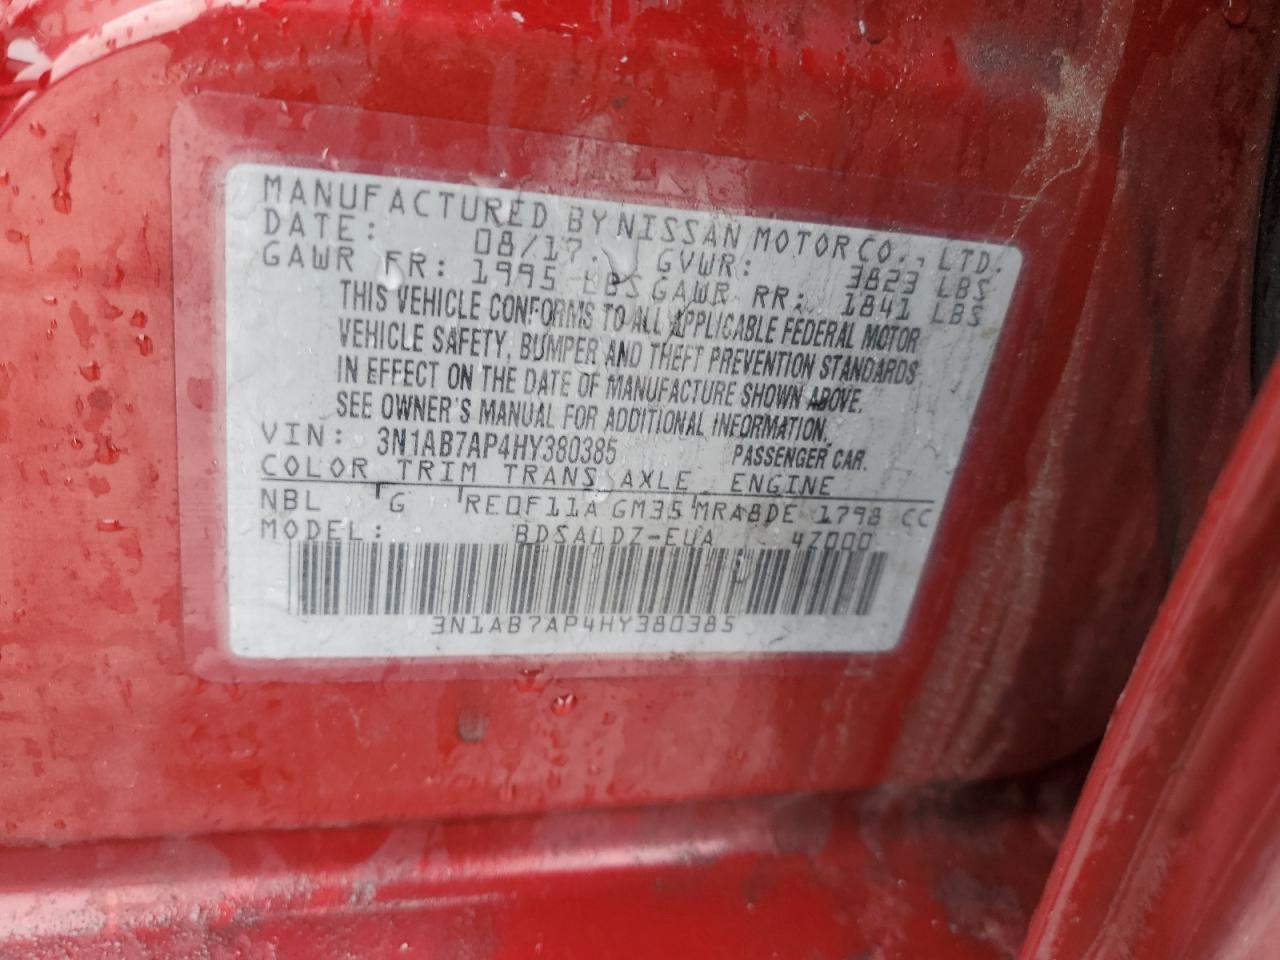 MANUFACTURED BY NISSAN MOTOR CO., LTD.
DATE: 08/17 GVWR: 3823 LBS
GAWR FR: 1995 LBS GAWR RR: 1841 LBS
THIS VEHICLE CONFORMS TO ALL APPLICABLE FEDERAL MOTOR
VEHICLE SAFETY, BUMPER AND THEFT PREVENTION STANDARDS
IN EFFECT ON THE DATE OF MANUFACTURE SHOWN ABOVE.
SEE OWNER'S MANUAL FOR ADDITIONAL INFORMATION.
VIN: 3N1AB7AP4HY380385 PASSENGER CAR.
COLOR TRIM TRANS AXLE ENGINE
NBL G RE0F11A GM35 MRA8DE 1798 CC
MODEL: BDSALDZ-EUA 4Z000
3N1AB7AP4HY380385